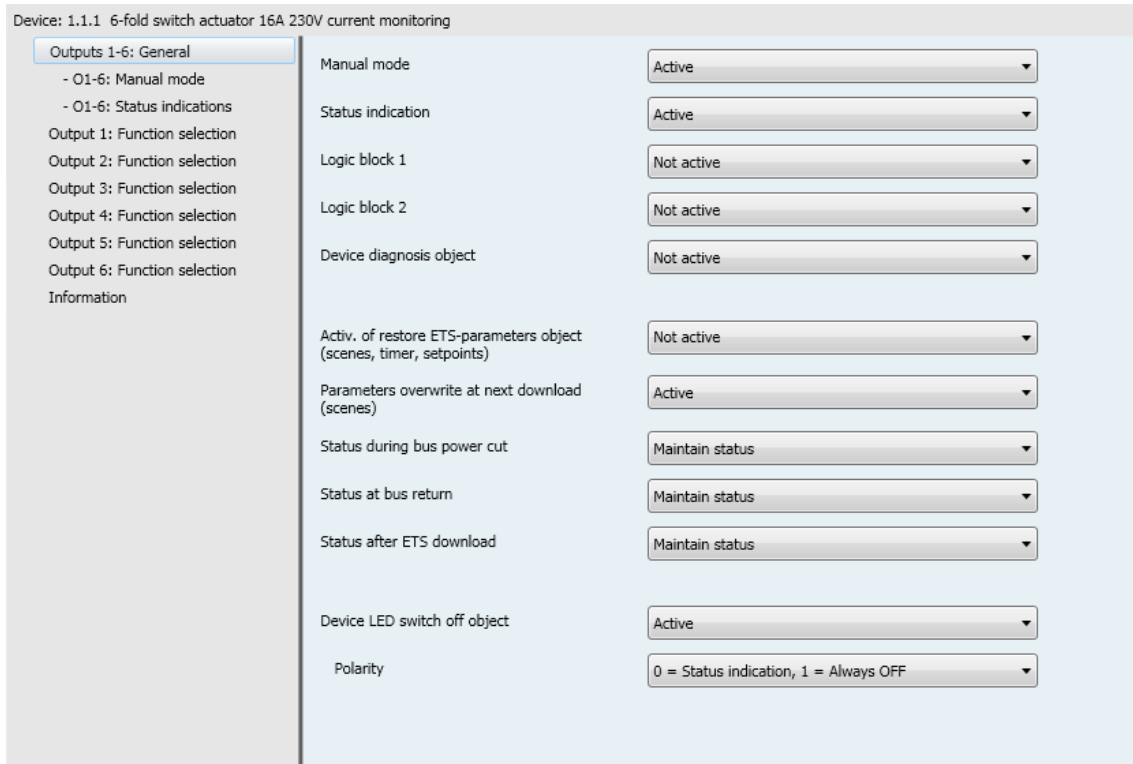 Device: 1.1.1  6-fold switch actuator 16A 230V current monitoring
Outputs 1-6: General
- O1-6: Manual mode
- O1-6: Status indications
Output 1: Function selection
Output 2: Function selection
Output 3: Function selection
Output 4: Function selection
Output 5: Function selection
Output 6: Function selection
Information
Manual mode Active
Status indication Active
Logic block 1 Not active
Logic block 2 Not active
Device diagnosis object Not active
Activ. of restore ETS-parameters object Not active
(scenes, timer, setpoints)
Parameters overwrite at next download Active
(scenes)
Status during bus power cut Maintain status
Status at bus return Maintain status
Status after ETS download Maintain status
Device LED switch off object Active
Polarity 0 = Status indication, 1 = Always OFF